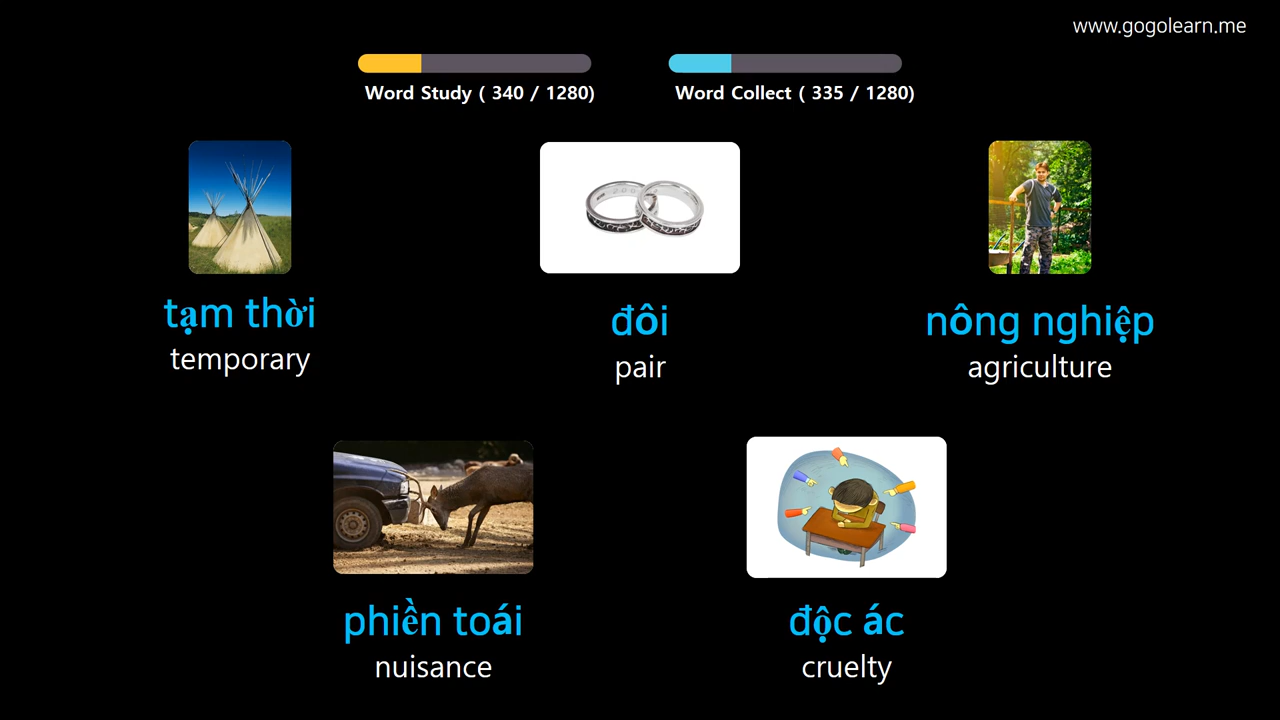 www.gogolearn.me
Word Study ( 340 / 1280)
Word Collect ( 335 / 1280)
tạm thời
temporary
đôi
pair
nông nghiệp
agriculture
phiền toái
nuisance
độc ác
cruelty